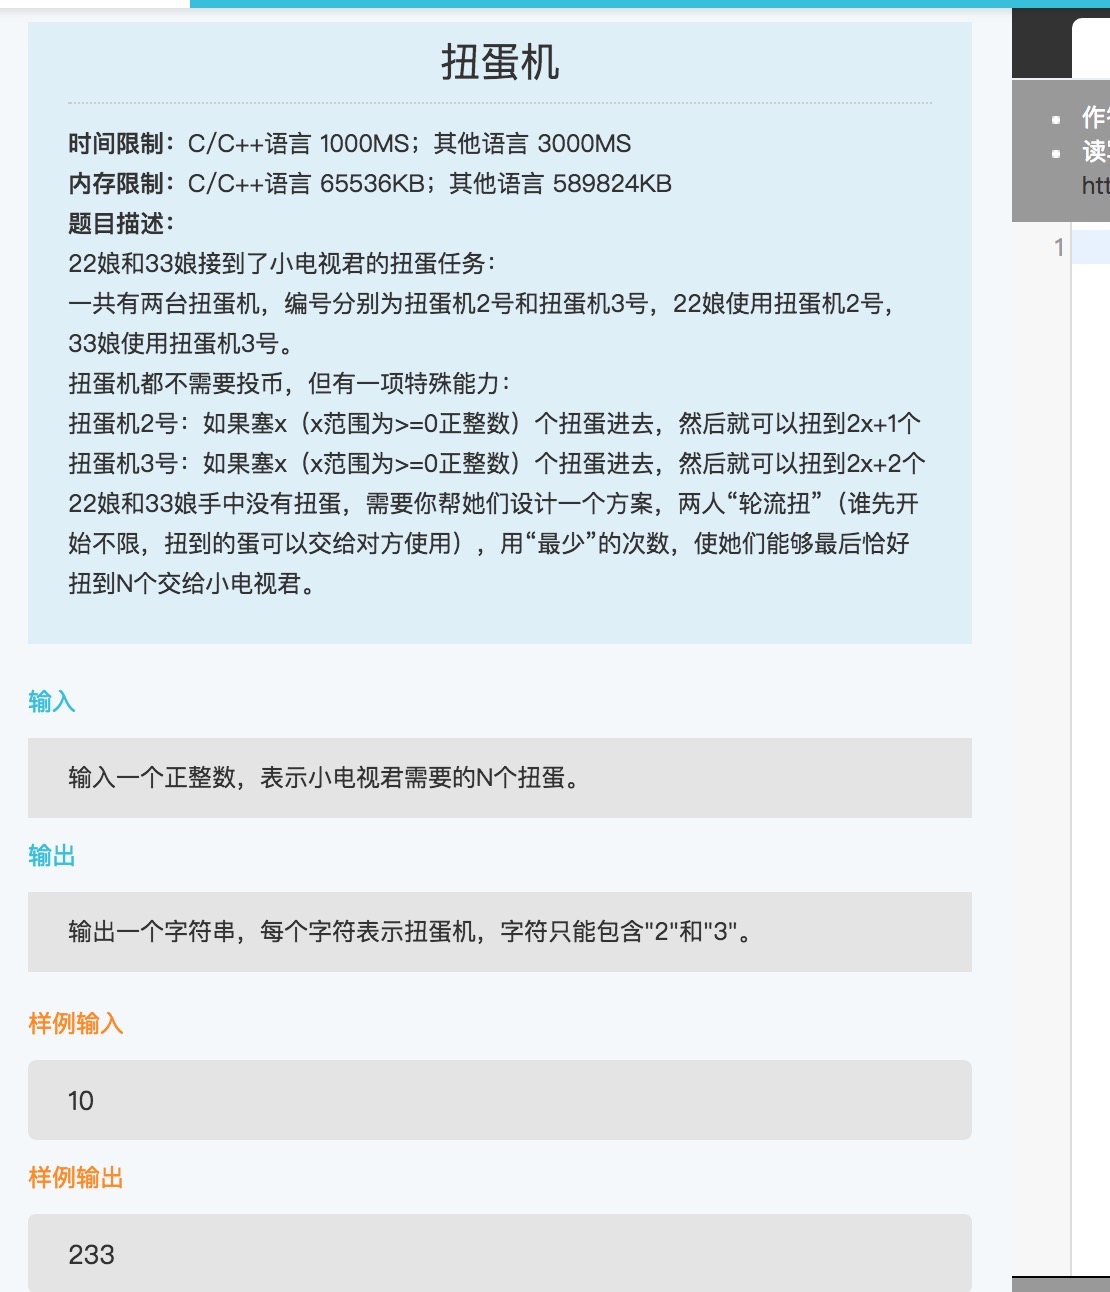 扭蛋机
时间限制：C/C++语言 1000MS；其他语言 3000MS
内存限制：C/C++语言 65536KB；其他语言 589824KB
题目描述：
22娘和33娘接到了小电视君的扭蛋任务：
一共有两台扭蛋机，编号分别为扭蛋机2号和扭蛋机3号，22娘使用扭蛋机2号，
33娘使用扭蛋机3号。
扭蛋机都不需要投币，但有一项特殊能力：
扭蛋机2号：如果塞x（x范围为>=0正整数）个扭蛋进去，然后就可以扭到2x+1个
扭蛋机3号：如果塞x（x范围为>=0正整数）个扭蛋进去，然后就可以扭到2x+2个
22娘和33娘手中没有扭蛋，需要你帮她们设计一个方案，两人“轮流扭”（谁先开
始不限，扭到的蛋可以交给对方使用），用“最少”的次数，使她们能够最后恰好
扭到N个交给小电视君。
输入
输入一个正整数，表示小电视君需要的N个扭蛋。
输出
输出一个字符串，每个字符表示扭蛋机，字符只能包含"2"和"3"。
样例输入
10
样例输出
233
读
htt
1